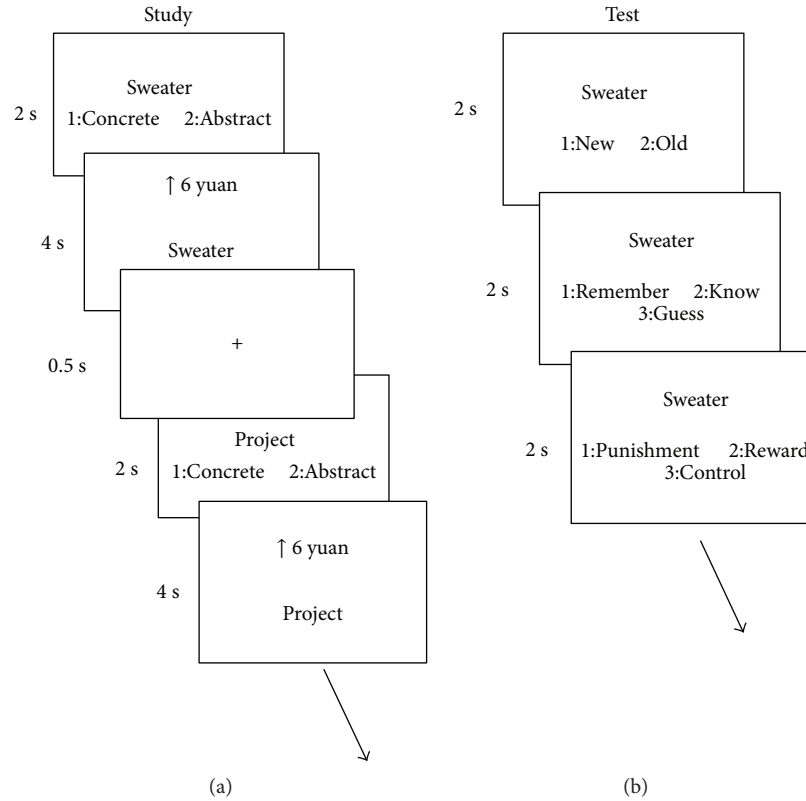 Study
Sweater
2 s
1:Concrete 2:Abstract
↑ 6 yuan
4 s
Sweater
0.5 s
+
Project
2 s
1:Concrete 2:Abstract
↑ 6 yuan
4 s
Project
(a)
Test
Sweater
2 s
1:New 2:Old
Sweater
2 s
1:Remember 2:Know
3:Guess
Sweater
2 s
1:Punishment 2:Reward
3:Control
(b)